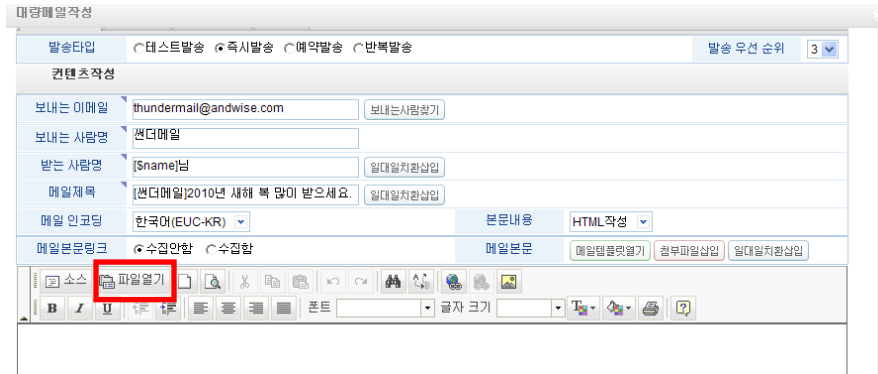 대량메일작성
발송타입 테스트발송 즉시발송 예약발송 반복발송 발송 우선 순위 3
컨텐츠작성
보내는 이메일 thundermail@andwise.com 보내는사람찾기
보내는 사람명 썬더메일
받는 사람명 [$name]님 일대일치환삽입
메일제목 [썬더메일]2010년 새해 복 많이 받으세요. 일대일치환삽입
메일 인코딩 한국어(EUC-KR) 본문내용 HTML작성
메일본문링크 수집안함 수집함 메일본문 메일템플릿열기 첨부파일삽입 일대일치환삽입
소스 파일열기
B I U 폰트 글자 크기